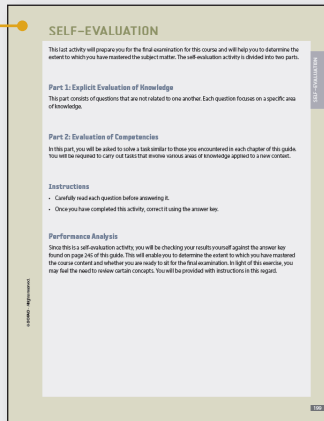 SELF-EVALUATION
This last activity will prepare you for the final examination for this course and will help you to determine the
extent to which you have mastered the subject matter. The self-evaluation activity is divided into two parts.
Part 1: Explicit Evaluation of Knowledge
This part consists of questions that are not related to one another. Each question focuses on a specific area
of knowledge.
Part 2: Evaluation of Competencies
In this part, you will be asked to solve a task similar to those you encountered in each chapter of this guide.
You will be required to carry out tasks that involve various areas of knowledge applied to a new context.
Instructions
• Carefully read each question before answering it.
• Once you have completed this activity, correct it using the answer key.
Performance Analysis
Since this is a self-evaluation activity, you will be checking your results yourself against the answer key
found on page 245 of this guide. This will enable you to determine the extent to which you have mastered
the course content and whether you are ready to sit for the final examination. In light of this exercise, you
may feel the need to review certain concepts. You will be provided with instructions in this regard.
SELF-EVALUATION
© SOFAD - All rights reserved.
199